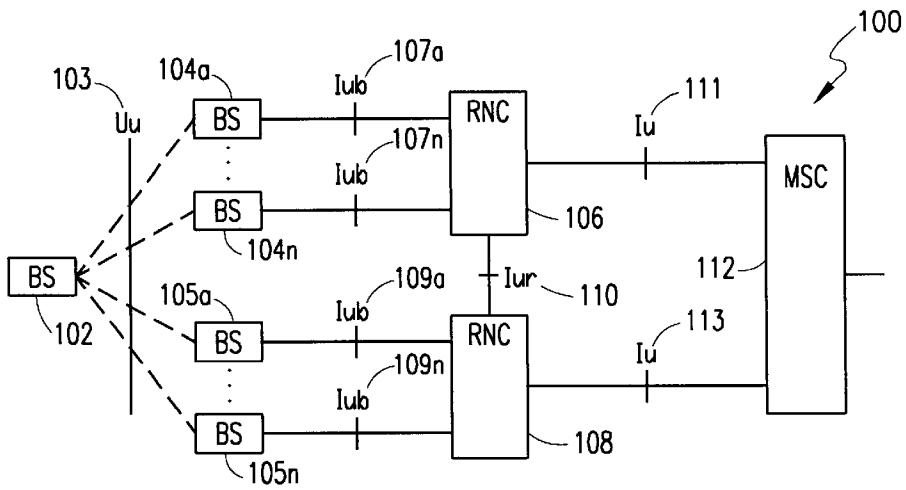 100
107a
111
103
104a
Iub
Uu
BS
RNC
Iu
107n
Iub
MSC
BS
106
104n
109a
112
BS
Iur
110
102
105a
Iub
113
BS
RNC
Iu
109n
Iub
BS
108
105n